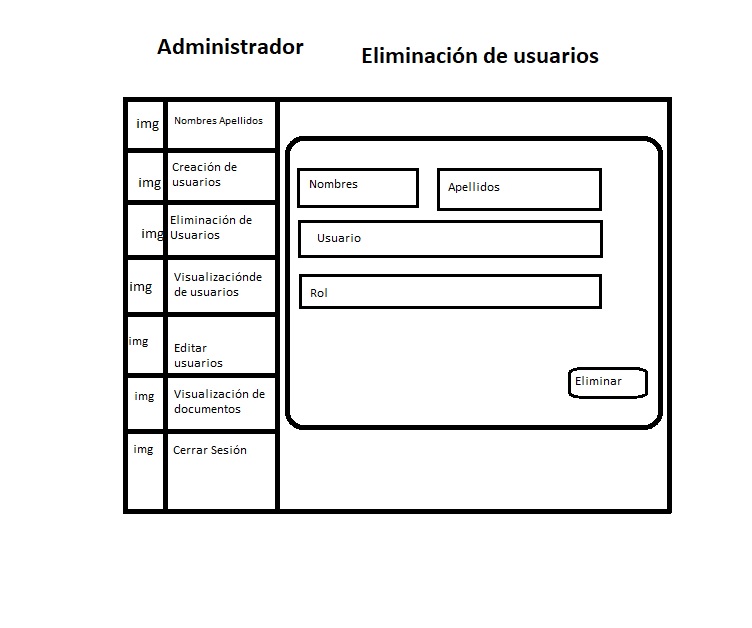 Administrador
Eliminación de usuarios
img
Nombres Apellidos
img
Creación de
usuarios
img
Eliminación de
Usuarios
img
Visualizaciónde
de usuarios
img
Editar
usuarios
img
Visualización de
documentos
img
Cerrar Sesión
Nombres
Apellidos
Usuario
Rol
Eliminar